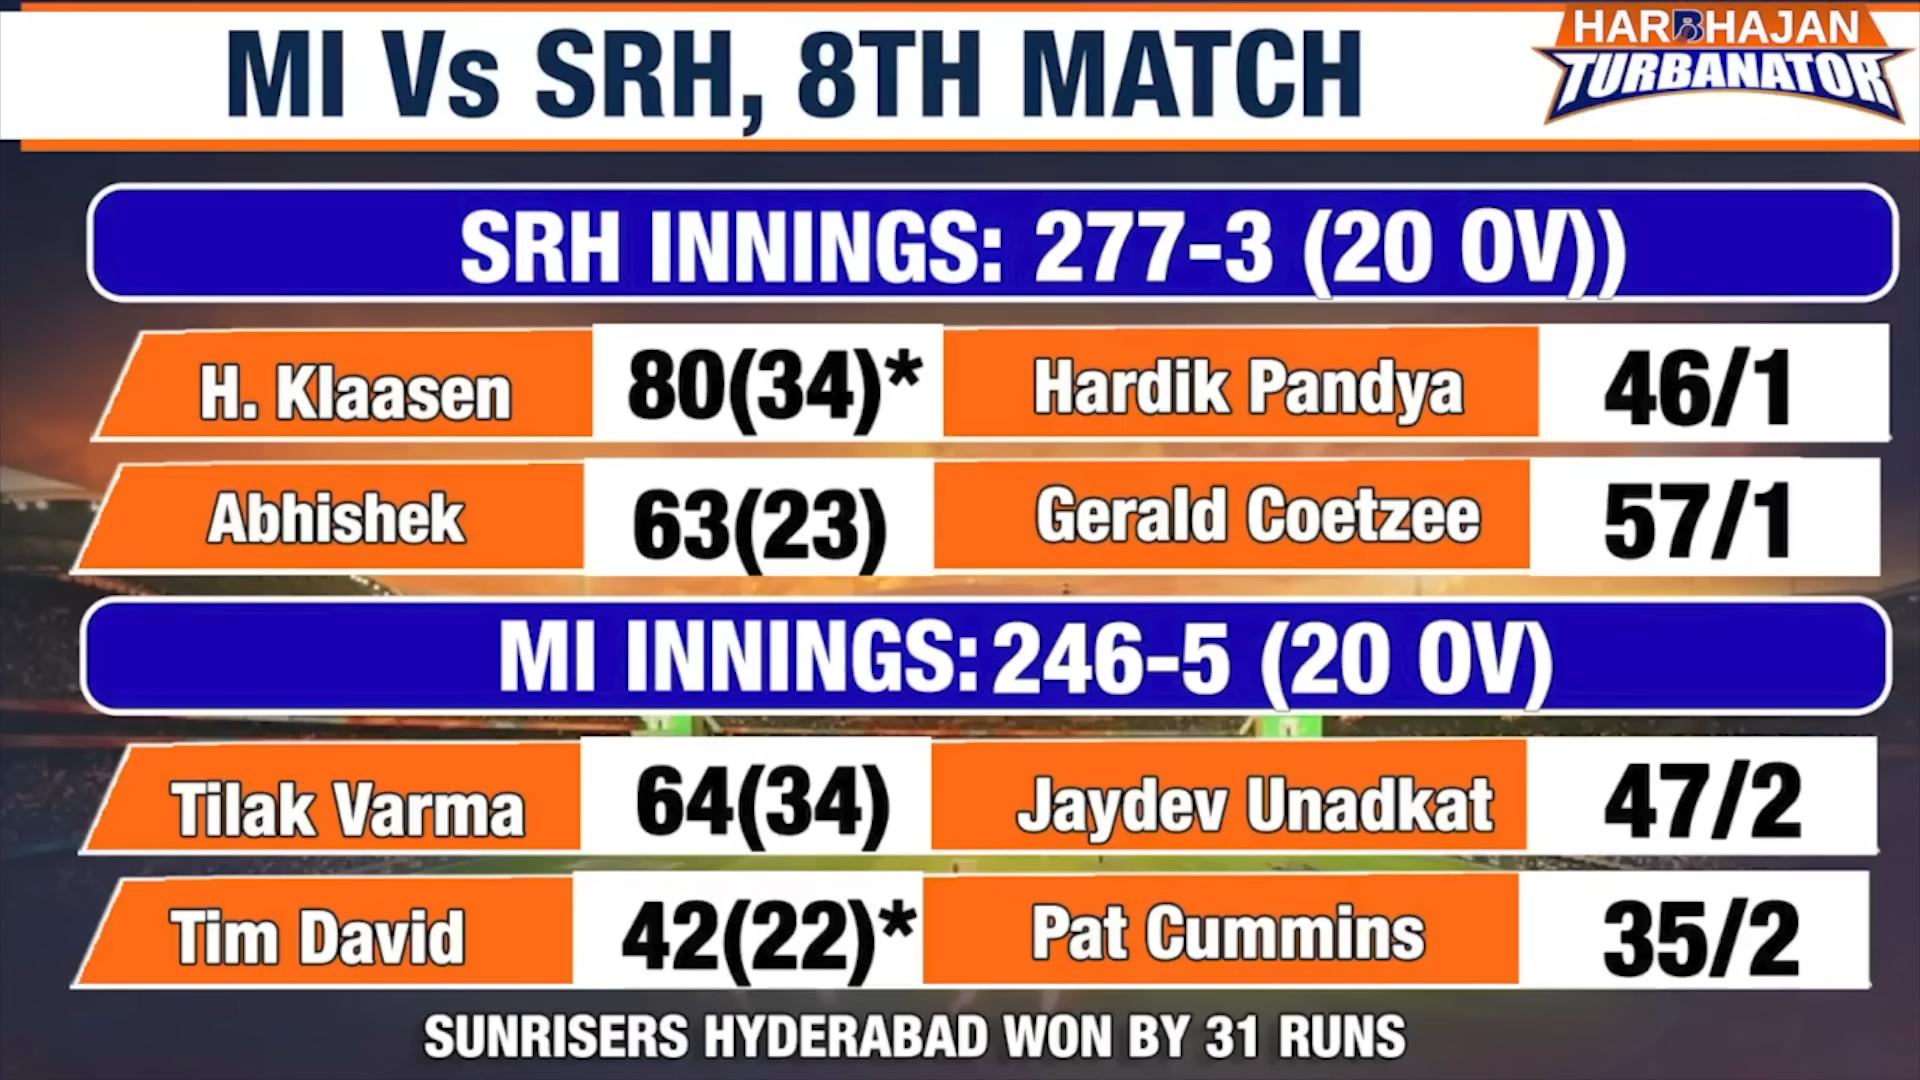 MI Vs SRH, 8TH MATCH
HARBHAJAN
TURBANATOR
SRH INNINGS: 277-3 (20 OV))
H. Klaasen 80(34)* Hardik Pandya 46/1
Abhishek 63(23) Gerald Coetzee 57/1
MI INNINGS: 246-5 (20 OV)
Tilak Varma 64(34) Jaydev Unadkat 47/2
Tim David 42(22)* Pat Cummins 35/2
SUNRISERS HYDERABAD WON BY 31 RUNS